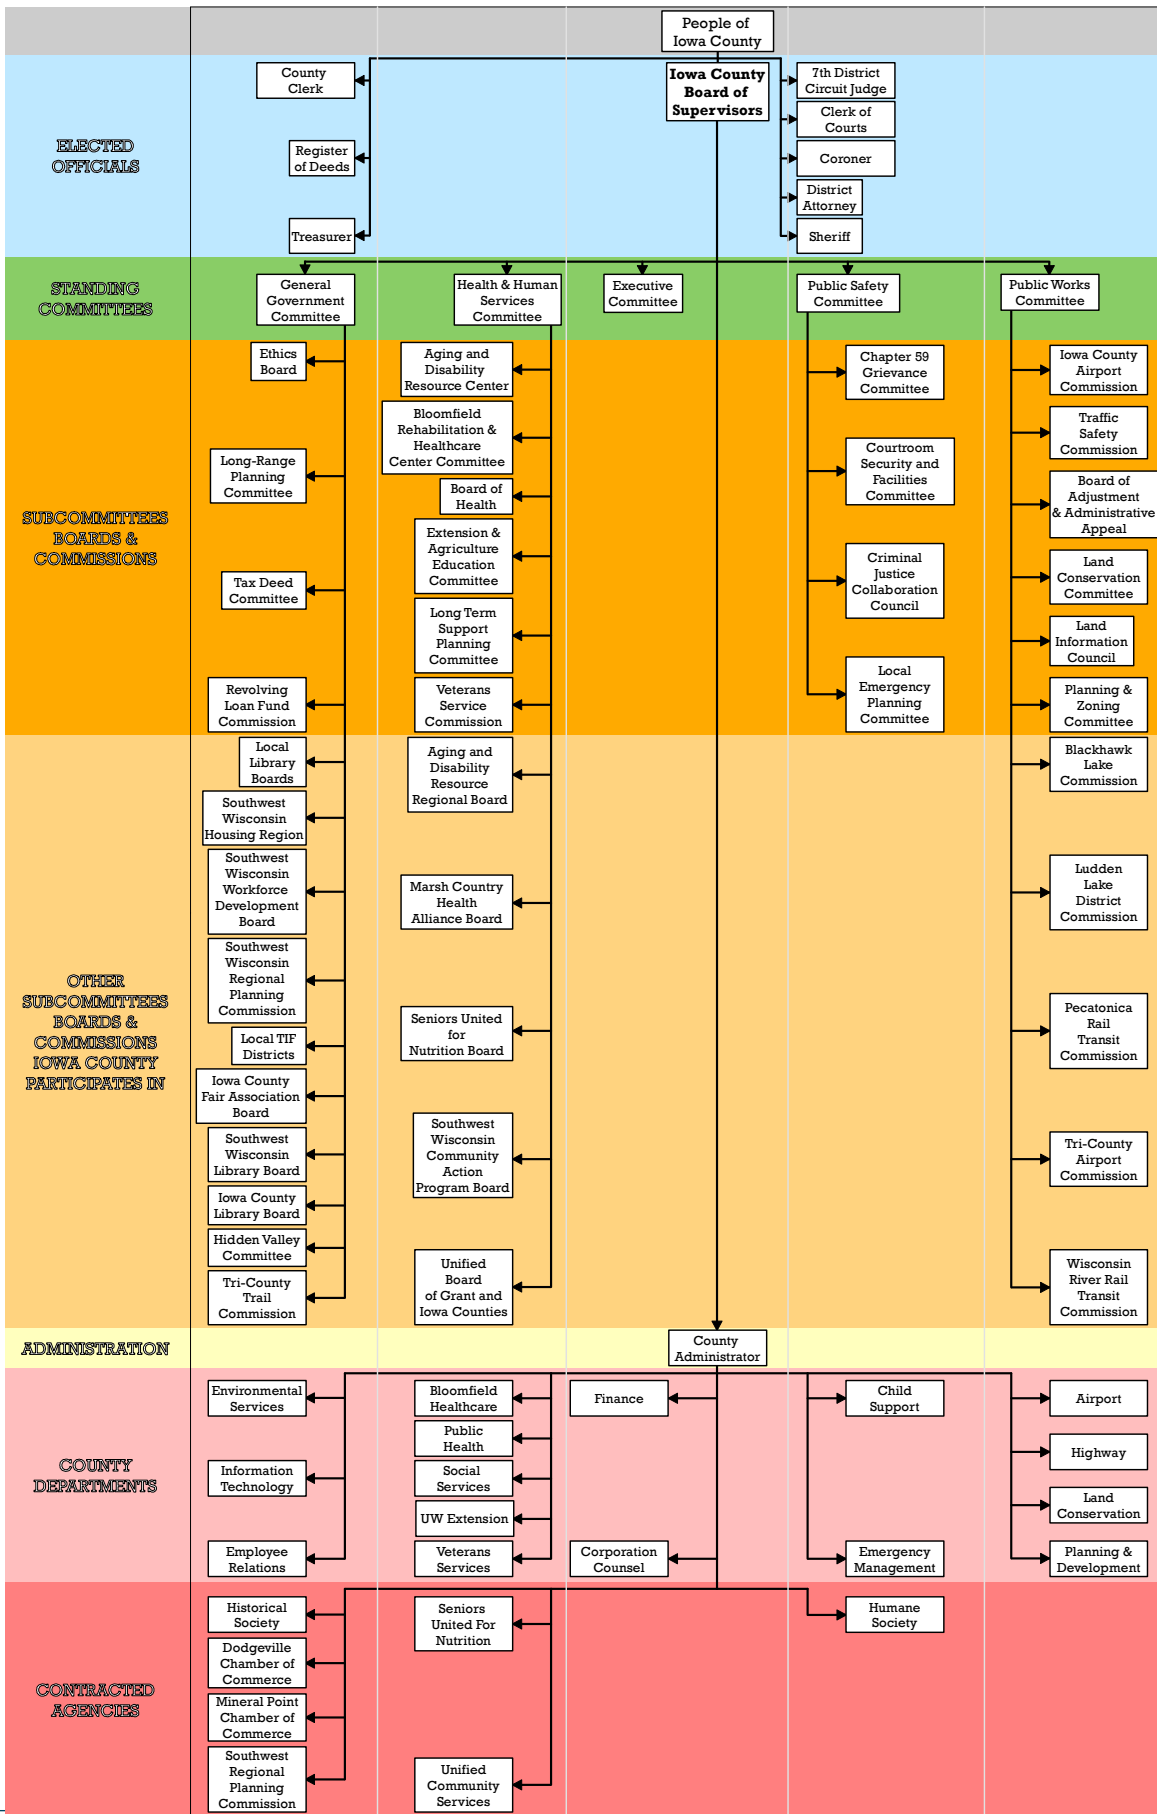 People of
Iowa County
ELECTED
OFFICIALS
County
Clerk
Register
of Deeds
Treasurer
Iowa County
Board of
Supervisors
7th District
Circuit Judge
Clerk of
Courts
Coroner
District
Attorney
Sheriff
STANDING
COMMITTEES
General
Government
Committee
Health & Human
Services
Committee
Executive
Committee
Public Safety
Committee
Public Works
Committee
SUBCOMMITTEES
BOARDS &
COMMISSIONS
Ethics
Board
Long-Range
Planning
Committee
Tax Deed
Committee
Revolving
Loan Fund
Commission
Aging and
Disability
Resource Center
Bloomfield
Rehabilitation &
Healthcare
Center Committee
Board of
Health
Extension &
Agriculture
Education
Committee
Long Term
Support
Planning
Committee
Veterans
Service
Commission
Chapter 59
Grievance
Committee
Courtroom
Security and
Facilities
Committee
Criminal
Justice
Collaboration
Council
Local
Emergency
Planning
Committee
Iowa County
Airport
Commission
Traffic
Safety
Commission
Board of
Adjustment
& Administrative
Appeal
Land
Conservation
Committee
Land
Information
Council
Planning &
Zoning
Committee
OTHER
SUBCOMMITTEES
BOARDS &
COMMISSIONS
IOWA COUNTY
PARTICIPATES IN
Local
Library
Boards
Southwest
Wisconsin
Housing Region
Southwest
Wisconsin
Workforce
Development
Board
Southwest
Wisconsin
Regional
Planning
Commission
Local TIF
Districts
Iowa County
Fair Association
Board
Southwest
Wisconsin
Library Board
Iowa County
Library Board
Hidden Valley
Committee
Tri-County
Trail
Commission
Aging and
Disability
Resource
Regional Board
Marsh Country
Health
Alliance Board
Seniors United
for
Nutrition Board
Southwest
Wisconsin
Community
Action
Program Board
Unified
Board
of Grant and
Iowa Counties
Blackhawk
Lake
Commission
Ludden
Lake
District
Commission
Pecatonica
Rail
Transit
Commission
Tri-County
Airport
Commission
Wisconsin
River Rail
Transit
Commission
ADMINISTRATION
County
Administrator
COUNTY
DEPARTMENTS
Environmental
Services
Information
Technology
Employee
Relations
Bloomfield
Healthcare
Public
Health
Social
Services
UW Extension
Veterans
Services
Finance
Corporation
Counsel
Child
Support
Emergency
Management
Airport
Highway
Land
Conservation
Planning &
Development
CONTRACTED
AGENCIES
Historical
Society
Dodgeville
Chamber of
Commerce
Mineral Point
Chamber of
Commerce
Southwest
Regional
Planning
Commission
Seniors
United For
Nutrition
Unified
Community
Services
Humane
Society